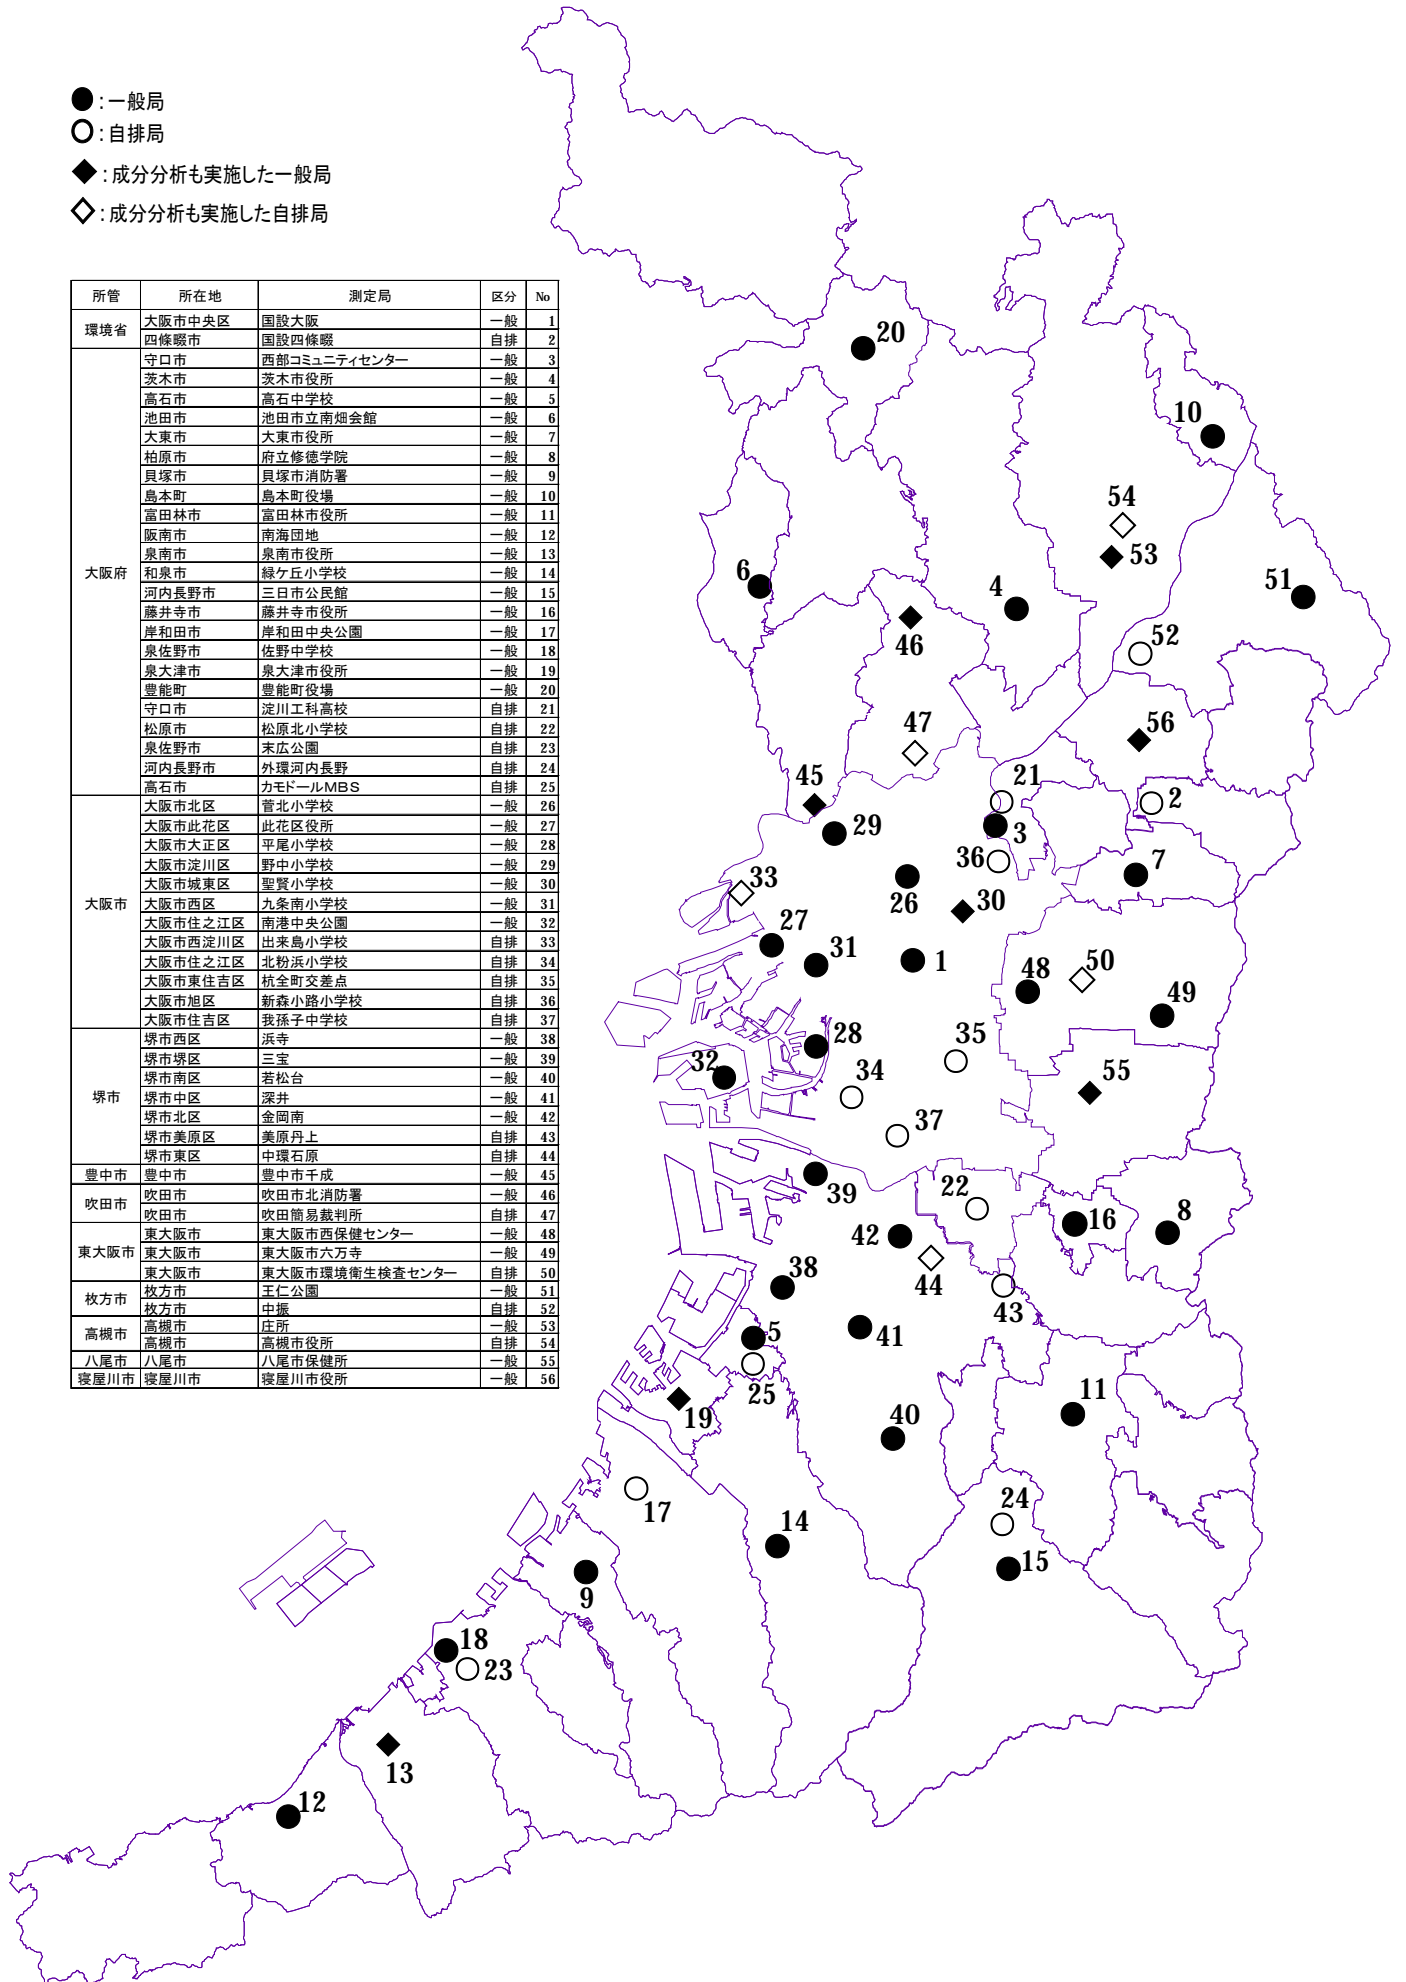 ●:一般局
○:自排局
◆:成分分析も実施した一般局
◇:成分分析も実施した自排局
所管 所在地 測定局 区分 No
環境省 大阪市中央区 国設大阪 一般 1
四條畷市 国設四條畷 自排 2
大阪府 守口市 西部コミュニティセンター 一般 3
茨木市 茨木市役所 一般 4
高石市 高石中学校 一般 5
池田市 池田市立南畑会館 一般 6
大東市 大東市役所 一般 7
柏原市 府立修徳学院 一般 8
貝塚市 貝塚市消防署 一般 9
島本町 島本町役場 一般 10
富田林市 富田林市役所 一般 11
阪南市 南海団地 一般 12
泉南市 泉南市役所 一般 13
和泉市 緑ケ丘小学校 一般 14
河内長野市 三日市公民館 一般 15
藤井寺市 藤井寺市役所 一般 16
岸和田市 岸和田中央公園 一般 17
泉佐野市 佐野中学校 一般 18
泉大津市 泉大津市役所 一般 19
豊能町 豊能町役場 一般 20
守口市 淀川工科高校 自排 21
松原市 松原北小学校 自排 22
泉佐野市 末広公園 自排 23
河内長野市 外環河内長野 自排 24
高石市 カモドールMBS 自排 25
大阪市 大阪市北区 菅北小学校 一般 26
大阪市此花区 此花区役所 一般 27
大阪市大正区 平尾小学校 一般 28
大阪市淀川区 野中小学校 一般 29
大阪市城東区 聖賢小学校 一般 30
大阪市西区 九条南小学校 一般 31
大阪市住之江区 南港中央公園 一般 32
大阪市西淀川区 出来島小学校 自排 33
大阪市住之江区 北粉浜小学校 自排 34
大阪市東住吉区 杭全町交差点 自排 35
大阪市旭区 新森小路小学校 自排 36
大阪市住吉区 我孫子中学校 自排 37
堺市 堺市西区 浜寺 一般 38
堺市堺区 三宝 一般 39
堺市南区 若松台 一般 40
堺市中区 深井 一般 41
堺市北区 金岡南 一般 42
堺市美原区 美原丹上 自排 43
堺市東区 中環石原 自排 44
豊中市 豊中市 豊中市千成 一般 45
吹田市 吹田市 吹田市北消防署 一般 46
吹田市 吹田簡易裁判所 自排 47
東大阪市 東大阪市 東大阪市西保健センター 一般 48
東大阪市 東大阪市六万寺 一般 49
東大阪市 東大阪市環境衛生検査センター 自排 50
枚方市 枚方市 王仁公園 一般 51
枚方市 中振 自排 52
高槻市 高槻市 庄所 一般 53
高槻市 高槻市役所 自排 54
八尾市 八尾市 八尾市保健所 一般 55
寝屋川市 寝屋川市 寝屋川市役所 一般 56
20
10
54
53
6
4
51
46
52
47
56
45
21
2
29
3
36
7
33
26
30
27
31
1
48
50
49
28
35
32
34
55
37
39
22
16
8
42
44
38
43
5
41
25
19
11
40
17
24
14
15
9
18
23
13
12